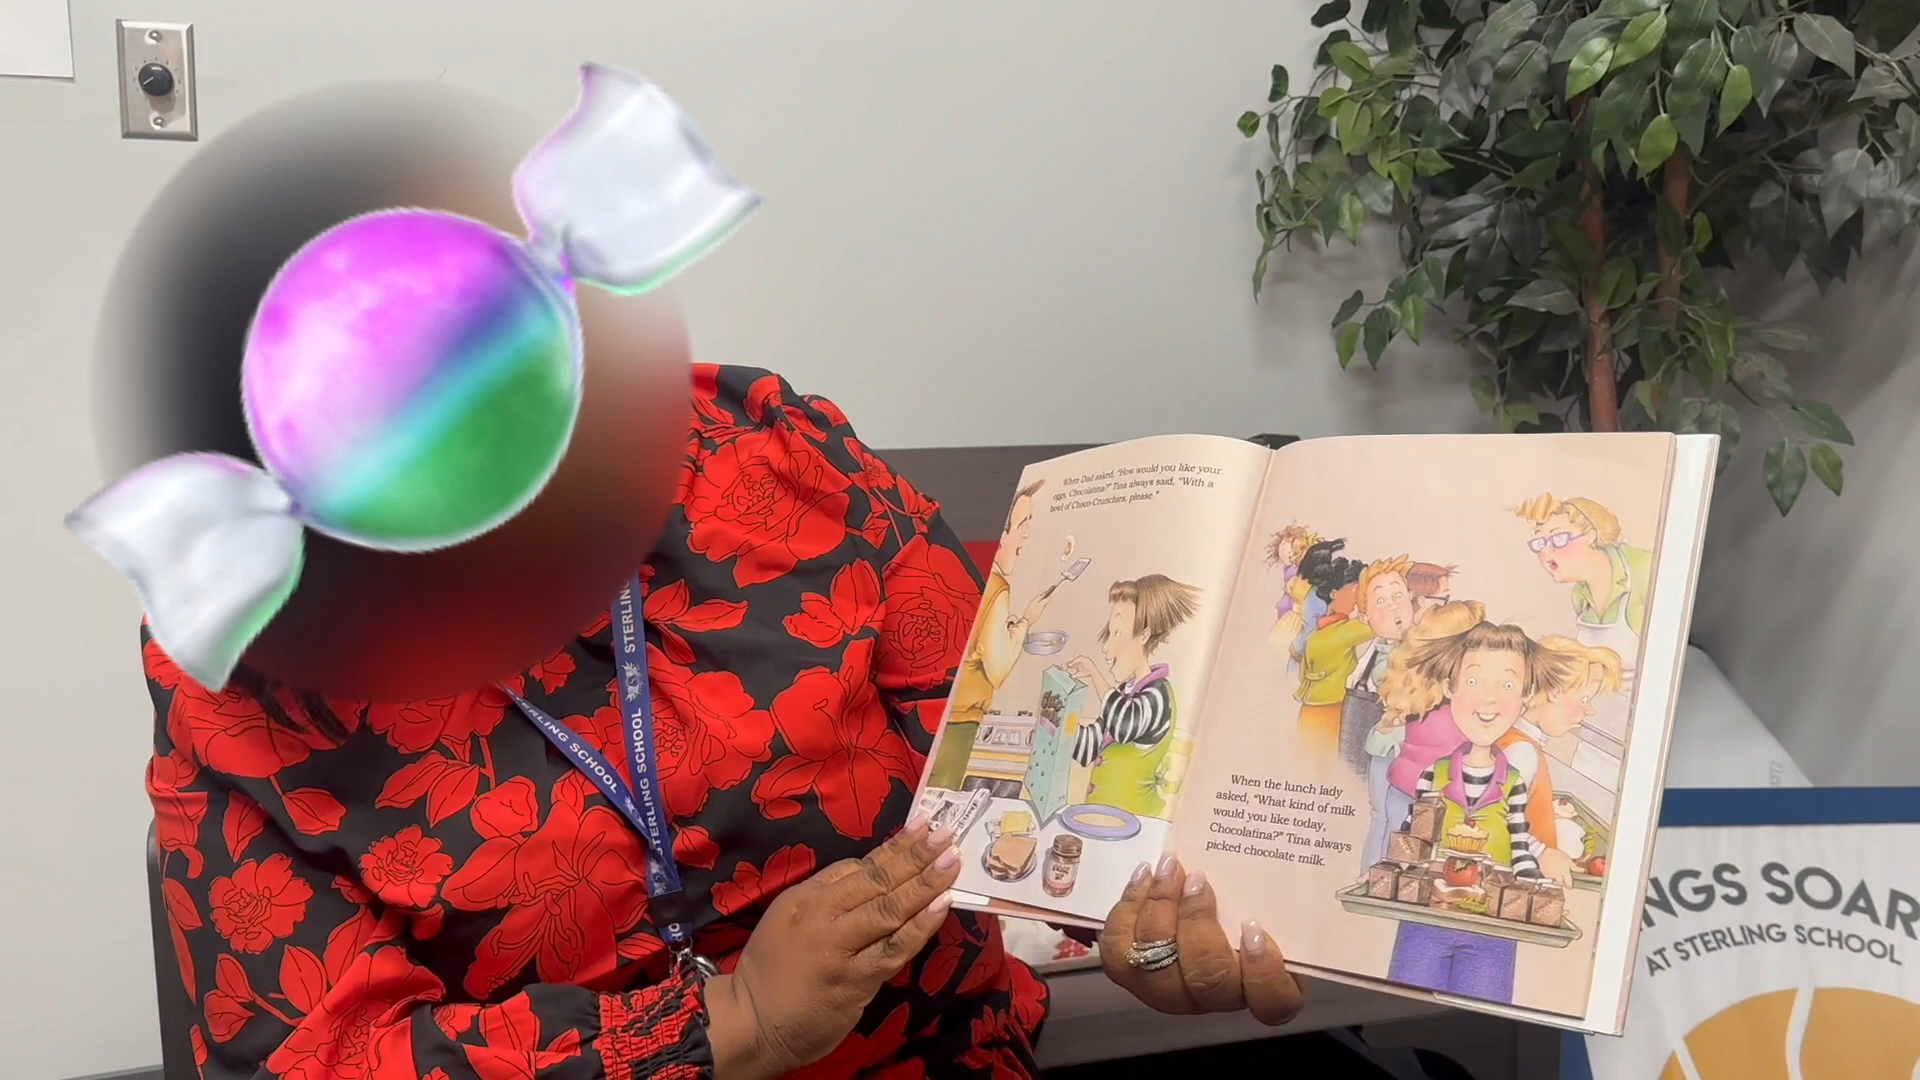 STERLING SCHOOL
STERLING SCHOOL STERLIN
When Dad asked, "How would you like your
eggs, Chocolatina?" Tina always said, "With a
bowl of Choco-Crunchies, please."
When the lunch lady
asked, "What kind of milk
would you like today,
Chocolatina?" Tina always
picked chocolate milk.
NGS SOAR
AT STERLING SCHOOL